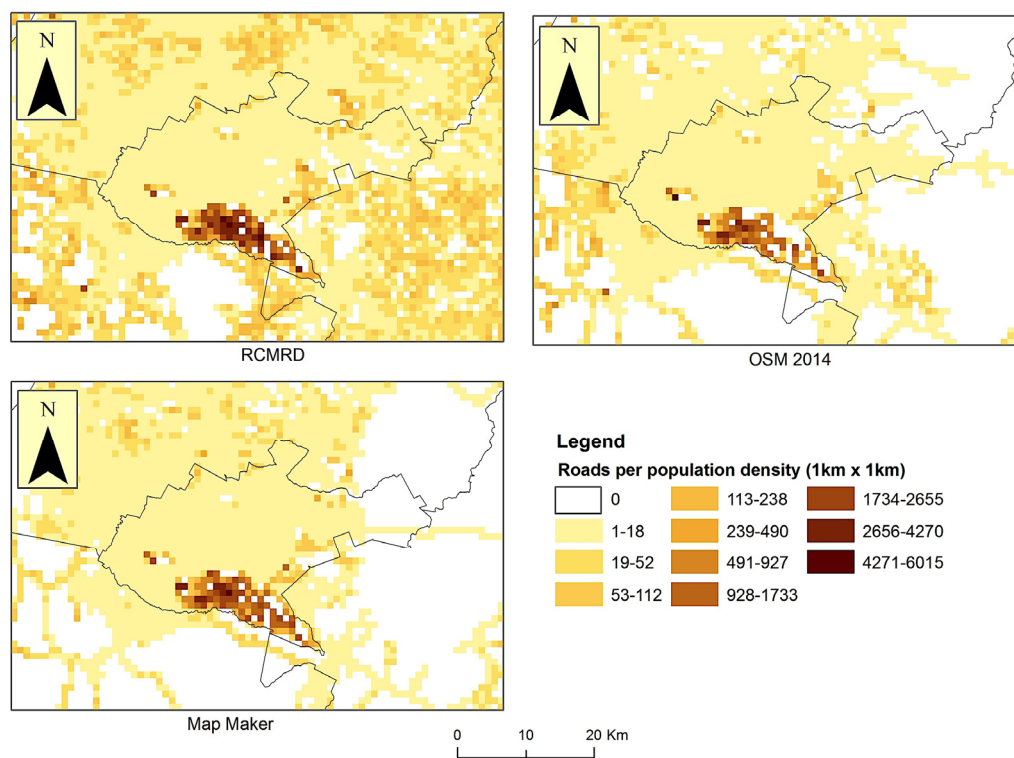 N
N
RCMRD
OSM 2014
N
Map Maker
Legend
Roads per population density (1km x 1km)
0
1-18
19-52
53-112
113-238
239-490
491-927
928-1733
1734-2655
2656-4270
4271-6015
0 10 20 Km